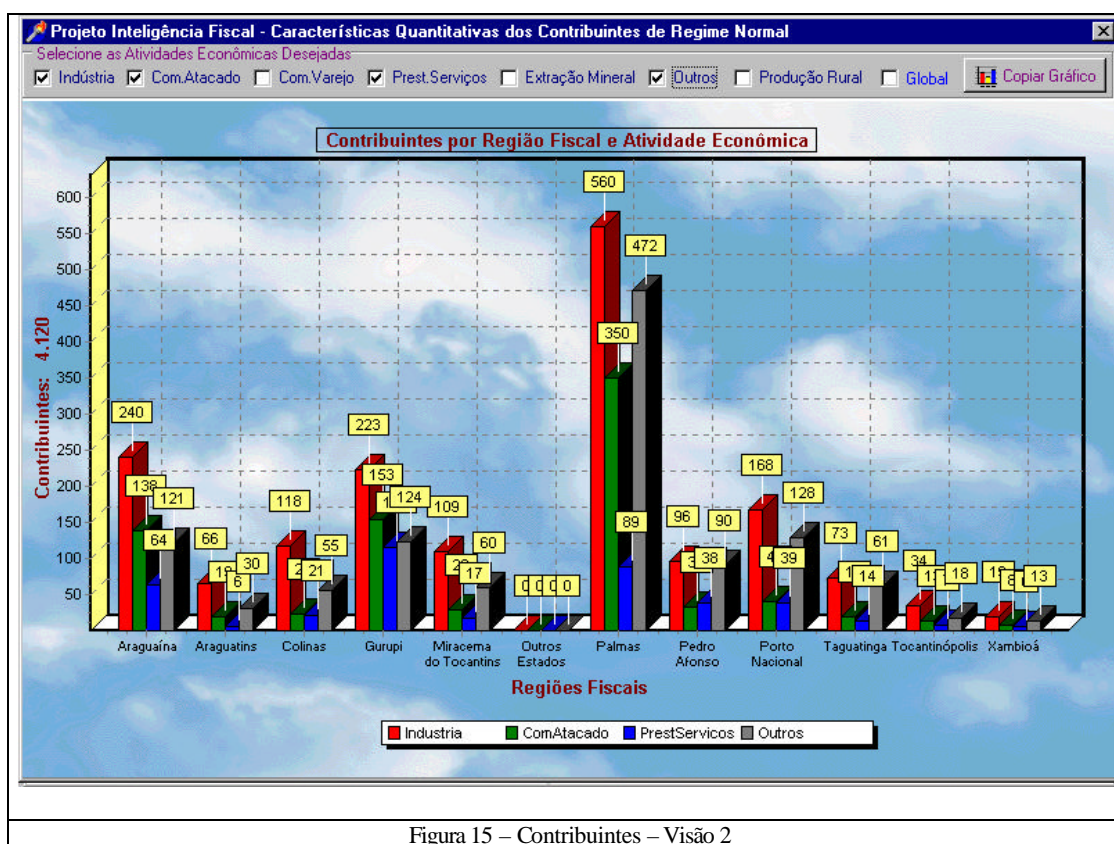 Projeto Inteligência Fiscal - Características Quantitativas dos Contribuintes de Regime Normal
Selecione as Atividades Econômicas Desejadas
Indústria Com.Atacado Com.Varejo Prest.Serviços Extração Mineral Outros Produção Rural Global Copiar Gráfico
Contribuintes por Região Fiscal e Atividade Econômica
Contribuintes: 4.120
600
550
500
450
400
350
300
250
200
150
100
50
240 138 64 121
66 6 30
118 21 55
223 153 124
109 17 60
0 0 0 0
560 350 89 472
96 38 90
168 39 128
73 14 61
34 18
13
Araguaína Araguatins Colinas Gurupi Miracema do Tocantins Outros Estados Palmas Pedro Afonso Porto Nacional Taguatinga Tocantinópolis Xambioá
Regiões Fiscais
Industria ComAtacado PrestServicos Outros
Figura 15 – Contribuintes – Visão 2